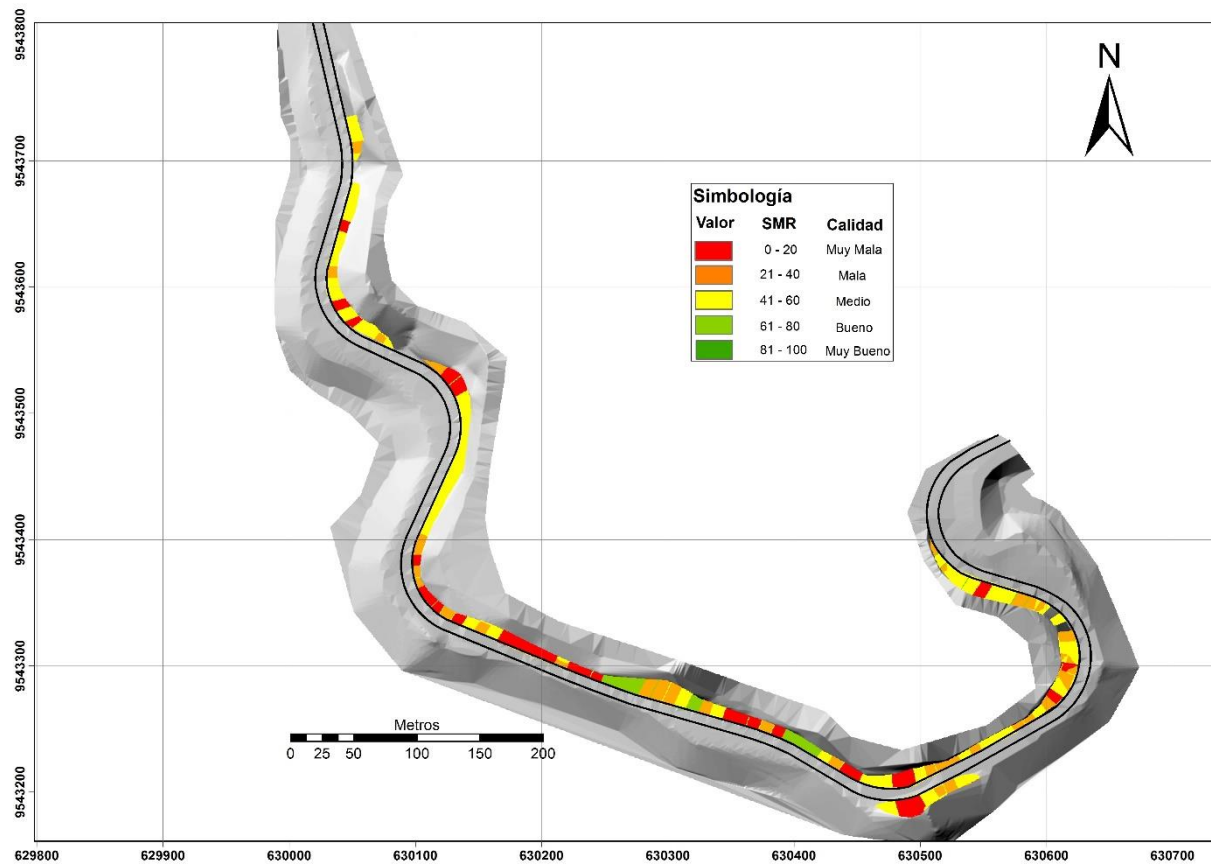 9543800
9543700
9543600
9543500
9543400
9543300
9543200
N
Simbología
Valor SMR Calidad
0 - 20 Muy Mala
21 - 40 Mala
41 - 60 Medio
61 - 80 Bueno
81 - 100 Muy Bueno
Metros
0 25 50 100 150 200
629800 629900 630000 630100 630200 630300 630400 630500 630600 630700